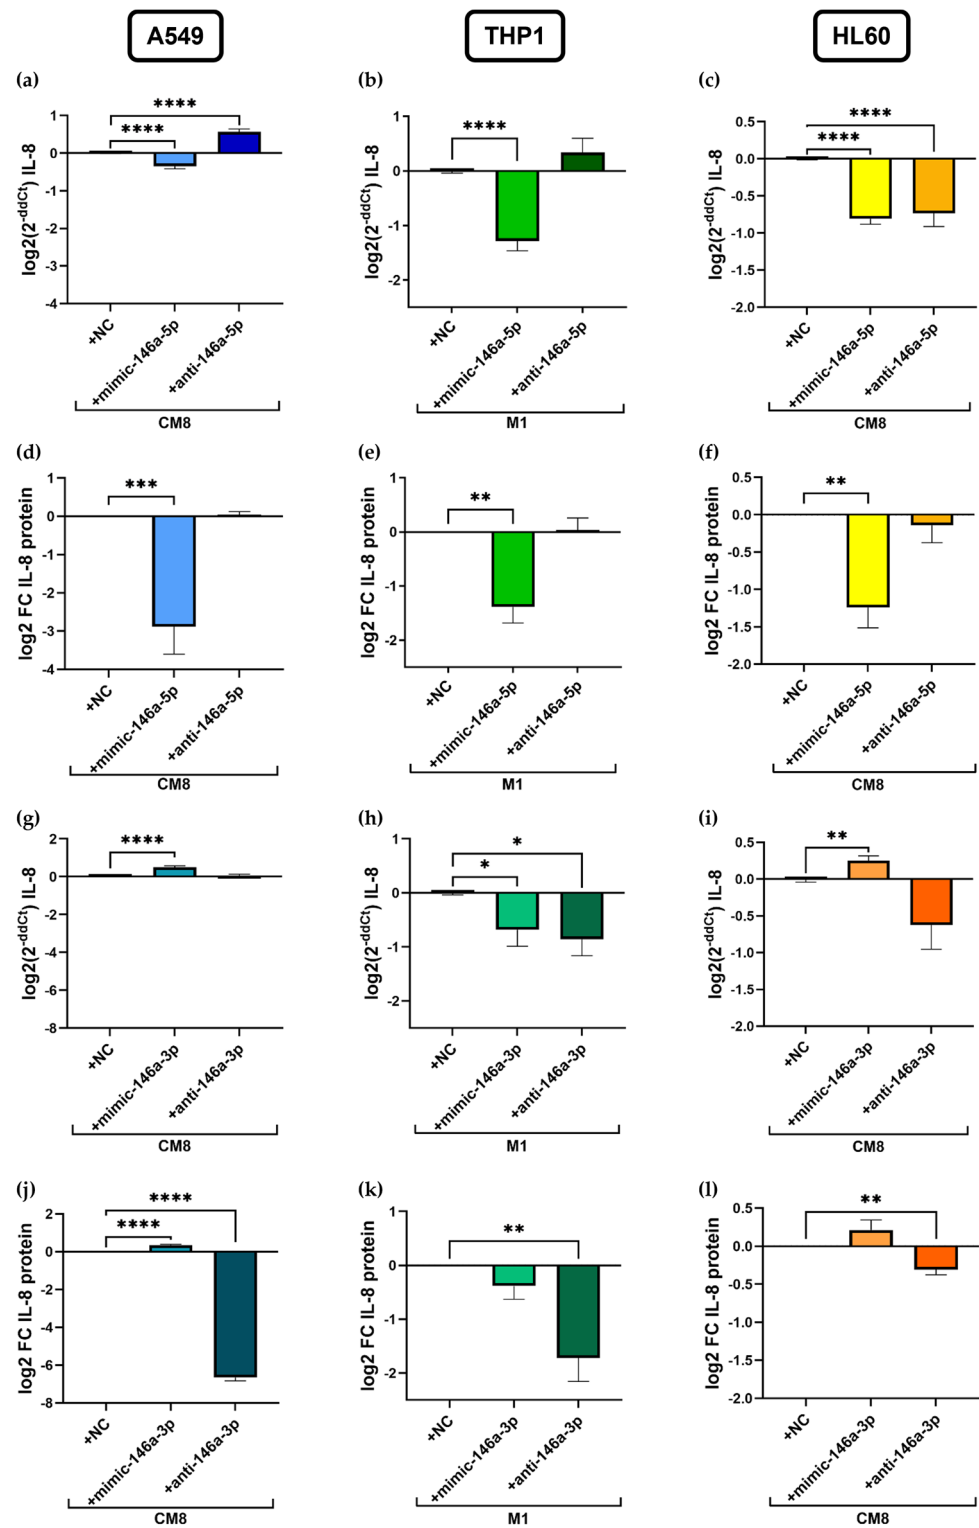 A549 THP1 HL60
(a) (b) (c)
log2(2^-ddCt) IL-8
1
0
-1
-2
-3
-4
**** ****
+NC
+mimic-146a-5p
+anti-146a-5p
CM8
log2(2^-ddCt) IL-8
1
0
-1
-2
****
+NC
+mimic-146a-5p
+anti-146a-5p
M1
log2(2^-ddCt) IL-8
0.5
0.0
-0.5
-1.0
-1.5
-2.0
**** ****
+NC
+mimic-146a-5p
+anti-146a-5p
CM8
(d) (e) (f)
log2 FC IL-8 protein
1
0
-1
-2
-3
-4
***
+NC
+mimic-146a-5p
+anti-146a-5p
CM8
log2 FC IL-8 protein
1
0
-1
-2
**
+NC
+mimic-146a-5p
+anti-146a-5p
M1
log2 FC IL-8 protein
0.5
0.0
-0.5
-1.0
-1.5
-2.0
**
+NC
+mimic-146a-5p
+anti-146a-5p
CM8
(g) (h) (i)
log2(2^-ddCt) IL-8
2
0
-2
-4
-6
-8
****
+NC
+mimic-146a-3p
+anti-146a-3p
CM8
log2(2^-ddCt) IL-8
1
0
-1
-2
* *
+NC
+mimic-146a-3p
+anti-146a-3p
M1
log2(2^-ddCt) IL-8
0.5
0.0
-0.5
-1.0
-1.5
-2.0
**
+NC
+mimic-146a-3p
+anti-146a-3p
CM8
(j) (k) (l)
log2 FC IL-8 protein
2
0
-2
-4
-6
-8
**** ****
+NC
+mimic-146a-3p
+anti-146a-3p
CM8
log2 FC IL-8 protein
1
0
-1
-2
**
+NC
+mimic-146a-3p
+anti-146a-3p
M1
log2 FC IL-8 protein
0.5
0.0
-0.5
-1.0
-1.5
-2.0
**
+NC
+mimic-146a-3p
+anti-146a-3p
CM8